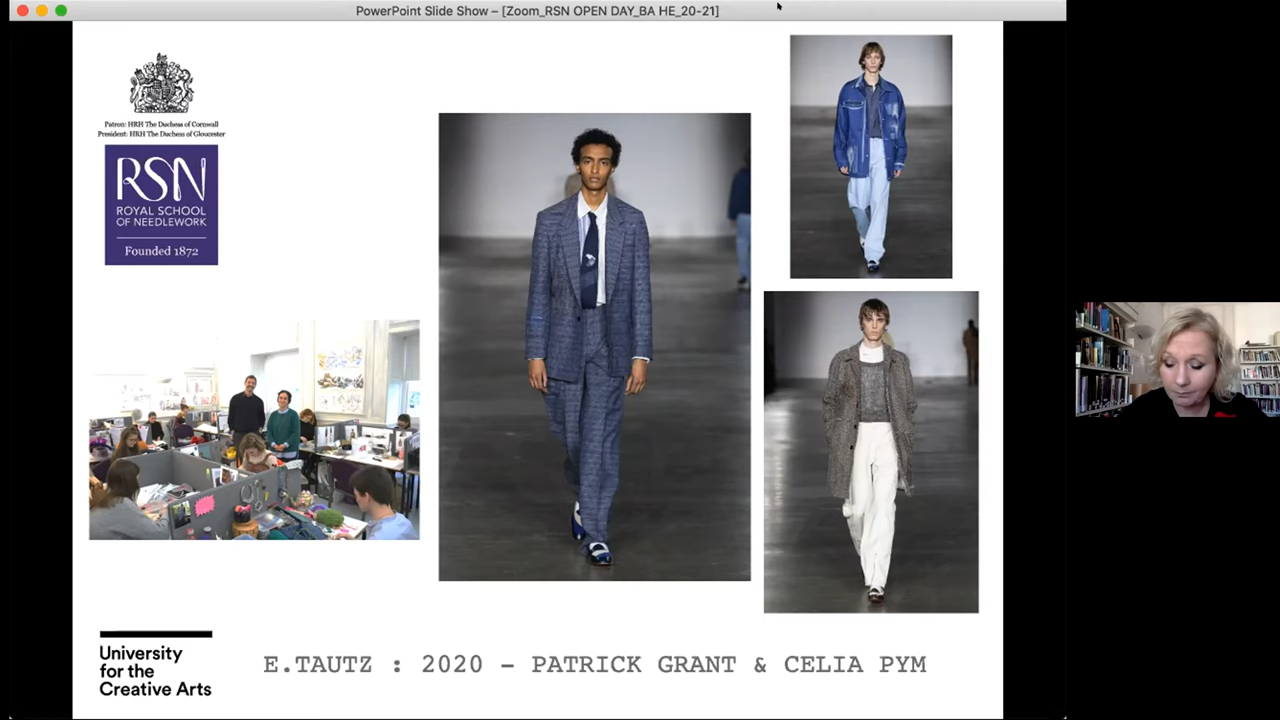 PowerPoint Slide Show – [Zoom_RSN OPEN DAY_BA HE_20-21]
Patron: HRH The Duchess of Cornwall
President: HRH The Duchess of Gloucester
RSN
ROYAL SCHOOL
OF NEEDLEWORK
Founded 1872
University
for the
Creative Arts
E.TAUTZ : 2020 – PATRICK GRANT & CELIA PYM